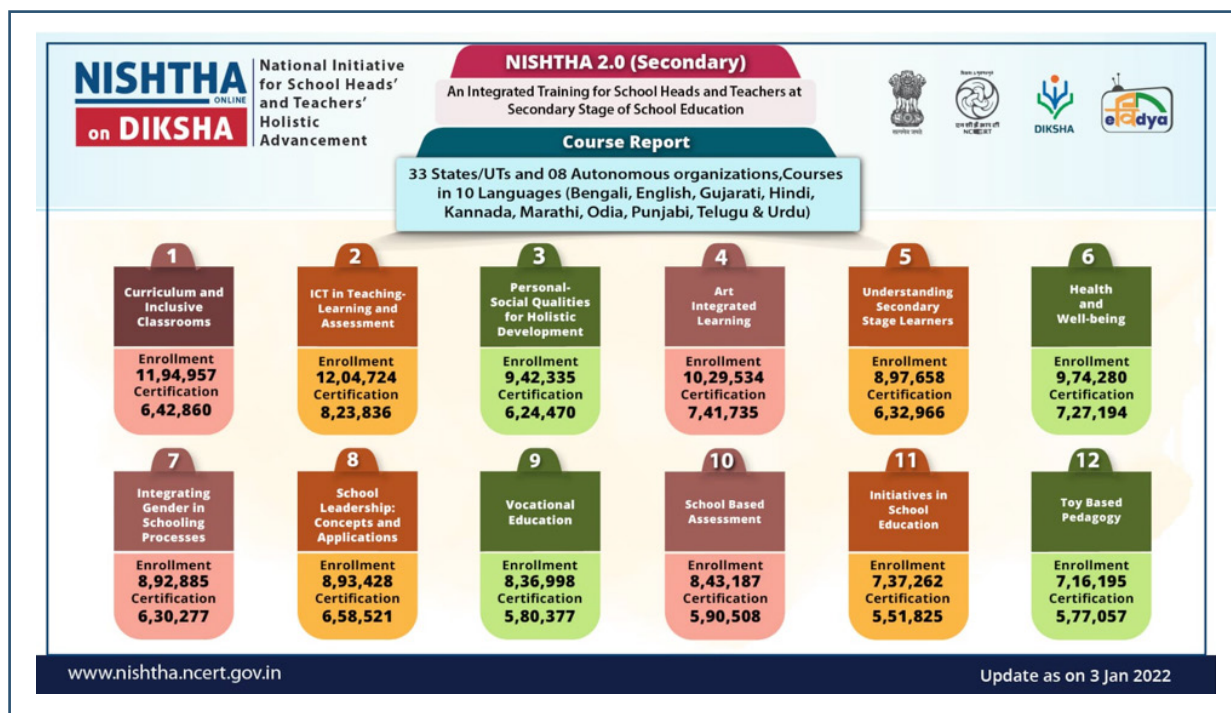 NISHTHA
ONLINE
on DIKSHA
National Initiative
for School Heads'
and Teachers'
Holistic
Advancement
NISHTHA 2.0 (Secondary)
An Integrated Training for School Heads and Teachers at
Secondary Stage of School Education
Course Report
33 States/UTs and 08 Autonomous organizations,Courses
in 10 Languages (Bengali, English, Gujarati, Hindi,
Kannada, Marathi, Odia, Punjabi, Telugu & Urdu)
सत्यमेव जयते
एन सी ई आर टी
NCERT
DIKSHA
eविdya
1
Curriculum and
Inclusive
Classrooms
Enrollment
11,94,957
Certification
6,42,860
2
ICT in Teaching-
Learning and
Assessment
Enrollment
12,04,724
Certification
8,23,836
3
Personal-
Social Qualities
for Holistic
Development
Enrollment
9,42,335
Certification
6,24,470
4
Art
Integrated
Learning
Enrollment
10,29,534
Certification
7,41,735
5
Understanding
Secondary
Stage Learners
Enrollment
8,97,658
Certification
6,32,966
6
Health
and
Well-being
Enrollment
9,74,280
Certification
7,27,194
7
Integrating
Gender in
Schooling
Processes
Enrollment
8,92,885
Certification
6,30,277
8
School
Leadership:
Concepts and
Applications
Enrollment
8,93,428
Certification
6,58,521
9
Vocational
Education
Enrollment
8,36,998
Certification
5,80,377
10
School Based
Assessment
Enrollment
8,43,187
Certification
5,90,508
11
Initiatives in
School
Education
Enrollment
7,37,262
Certification
5,51,825
12
Toy Based
Pedagogy
Enrollment
7,16,195
Certification
5,77,057
www.nishtha.ncert.gov.in
Update as on 3 Jan 2022